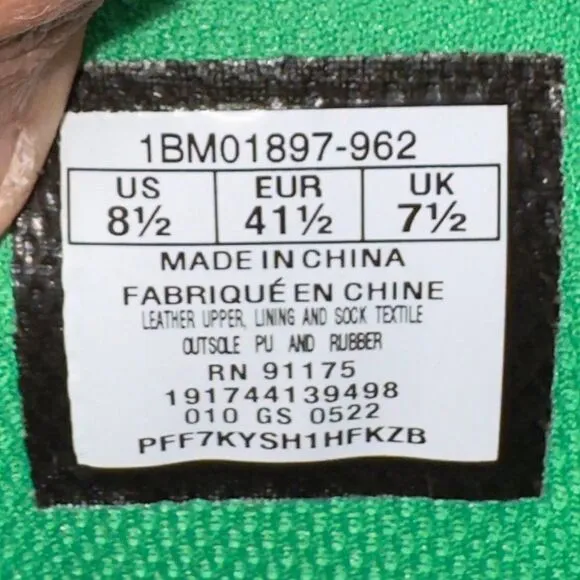 1BM01897-962
US EUR UK
8½ 41½ 7½
MADE IN CHINA
FABRIQUÉ EN CHINE
LEATHER UPPER, LINING AND SOCK TEXTILE
OUTSOLE PU AND RUBBER
RN 91175
191744139498
010 GS 0522
PFF7KYSH1HFKZB